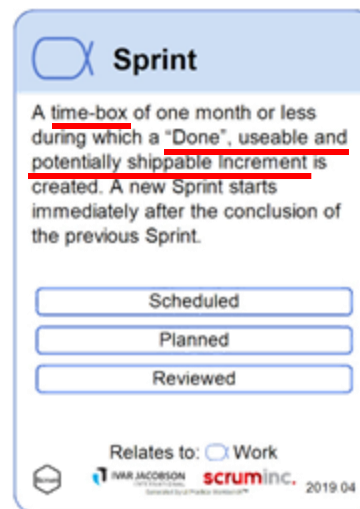 Sprint
A time-box of one month or less
during which a “Done”, useable and
potentially shippable Increment is
created. A new Sprint starts
immediately after the conclusion of
the previous Sprint.
Scheduled
Planned
Reviewed
Relates to: Work
IVAR JACOBSON
INTERNATIONAL
scruminc.
2019.04